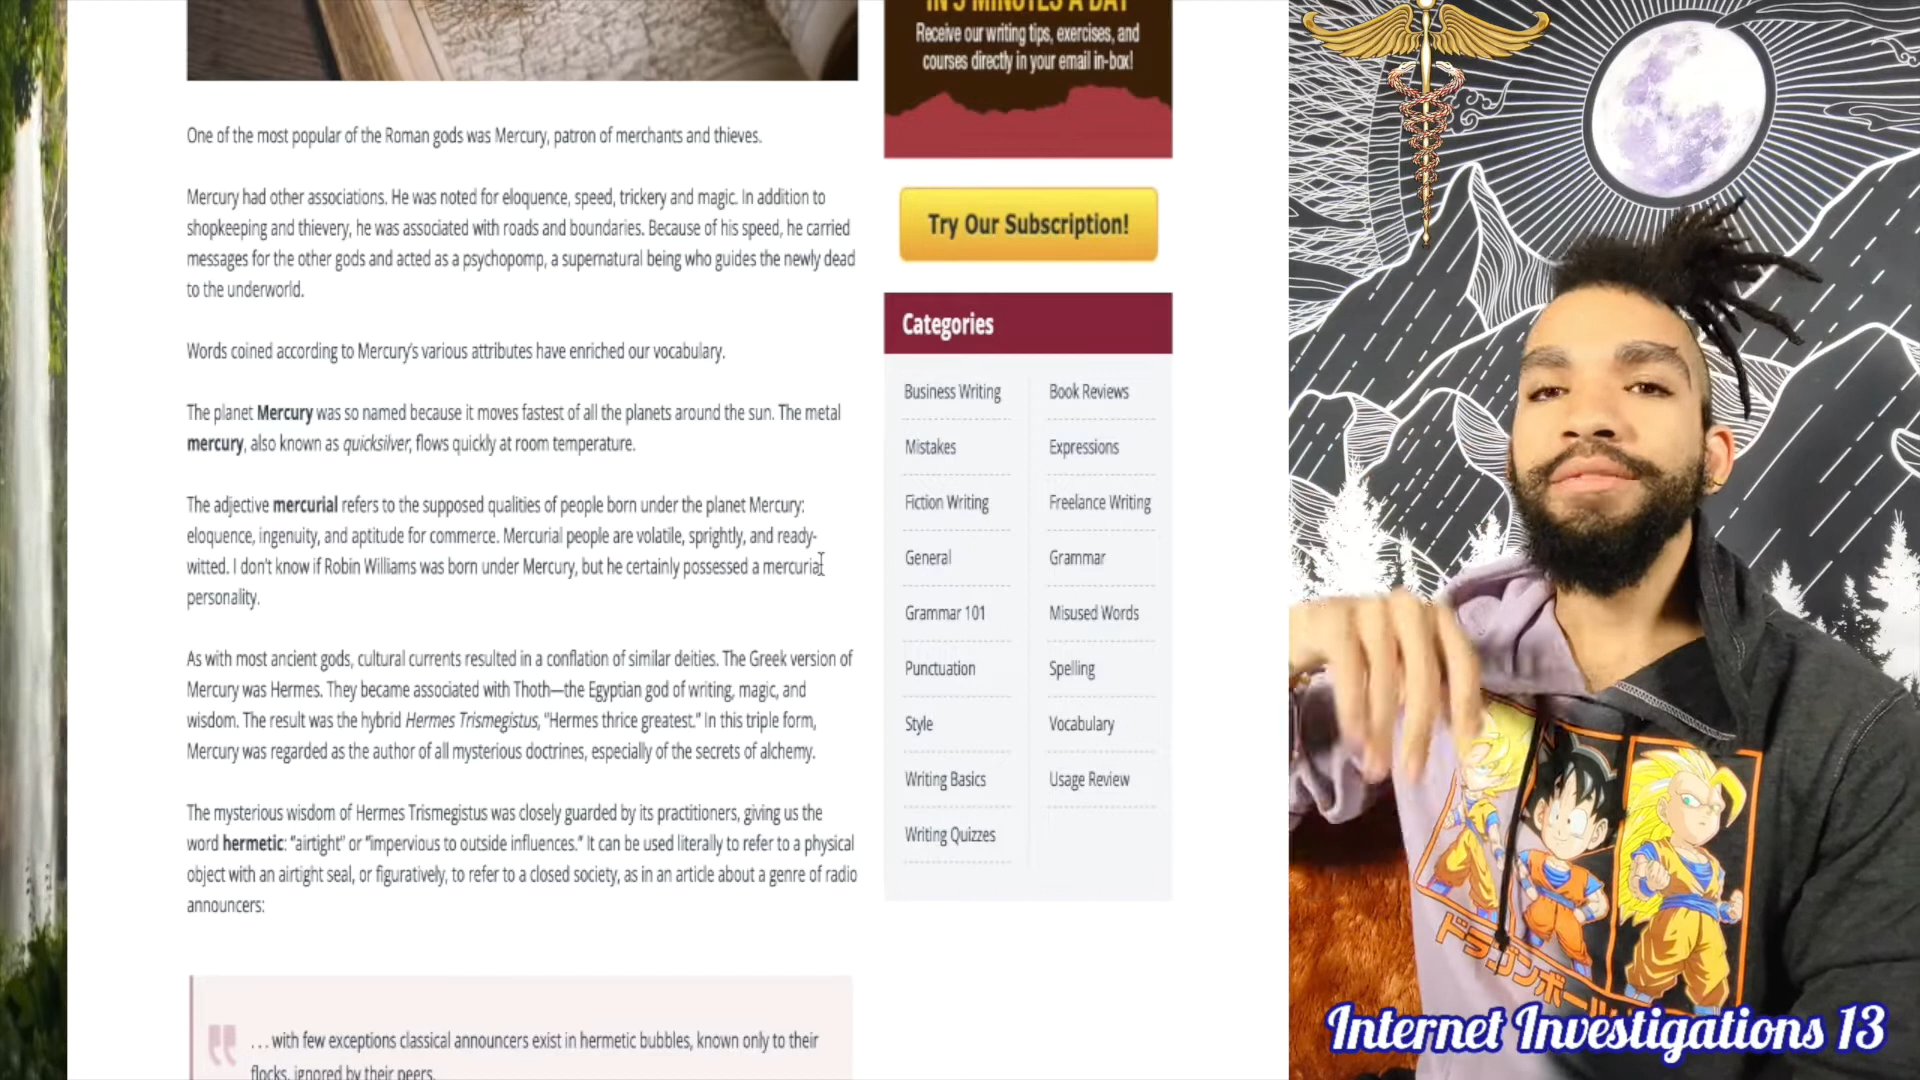 IN 5 MINUTES A DAY
Receive our writing tips, exercises, and
courses directly in your email in-box!
One of the most popular of the Roman gods was Mercury, patron of merchants and thieves.
Mercury had other associations. He was noted for eloquence, speed, trickery and magic. In addition to
shopkeeping and thievery, he was associated with roads and boundaries. Because of his speed, he carried
messages for the other gods and acted as a psychopomp, a supernatural being who guides the newly dead
to the underworld.
Words coined according to Mercury's various attributes have enriched our vocabulary.
The planet Mercury was so named because it moves fastest of all the planets around the sun. The metal
mercury, also known as quicksilver, flows quickly at room temperature.
The adjective mercurial refers to the supposed qualities of people born under the planet Mercury:
eloquence, ingenuity, and aptitude for commerce. Mercurial people are volatile, sprightly, and ready-
witted. I don't know if Robin Williams was born under Mercury, but he certainly possessed a mercurial
personality.
As with most ancient gods, cultural currents resulted in a conflation of similar deities. The Greek version of
Mercury was Hermes. They became associated with Thoth—the Egyptian god of writing, magic, and
wisdom. The result was the hybrid Hermes Trismegistus, "Hermes thrice greatest." In this triple form,
Mercury was regarded as the author of all mysterious doctrines, especially of the secrets of alchemy.
The mysterious wisdom of Hermes Trismegistus was closely guarded by its practitioners, giving us the
word hermetic: "airtight" or "impervious to outside influences." It can be used literally to refer to a physical
object with an airtight seal, or figuratively, to refer to a closed society, as in an article about a genre of radio
announcers:
. . . with few exceptions classical announcers exist in hermetic bubbles, known only to their
flocks, ignored by their peers.
Try Our Subscription!
Categories
Business Writing
Book Reviews
Mistakes
Expressions
Fiction Writing
Freelance Writing
General
Grammar
Grammar 101
Misused Words
Punctuation
Spelling
Style
Vocabulary
Writing Basics
Usage Review
Writing Quizzes
ドラゴンボール
Internet Investigations 13